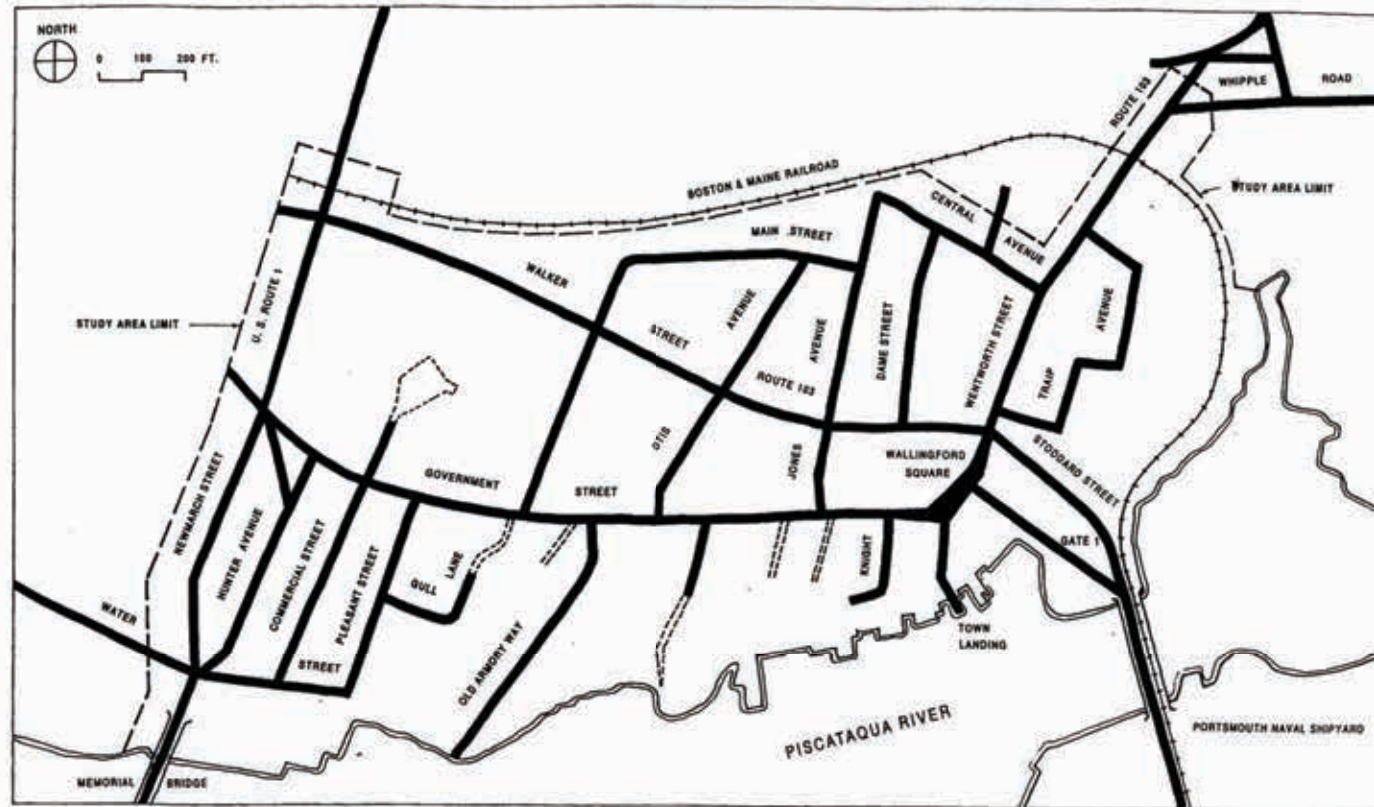 NORTH
0 100 200 FT.
ROUTE 103
WHIPPLE ROAD
BOSTON & MAINE RAILROAD
STUDY AREA LIMIT
CENTRAL
AVENUE
MAIN STREET
WALKER
STREET
ROUTE 103
U. S. ROUTE 1
STUDY AREA LIMIT
AVENUE
OTIS
AVENUE
JONES
DAME STREET
WENTWORTH STREET
AVENUE
TRAIP
WALLINGFORD
SQUARE
STODGARD STREET
GOVERNMENT
STREET
NEWMARCH STREET
HUNTER AVENUE
COMMERCIAL STREET
PLEASANT STREET
GULL
LANE
OLD ARMORY WAY
KNIGHT
GATE 1
WATER
STREET
TOWN
LANDING
PISCATAQUA RIVER
PORTSMOUTH NAVAL SHIPYARD
MEMORIAL BRIDGE